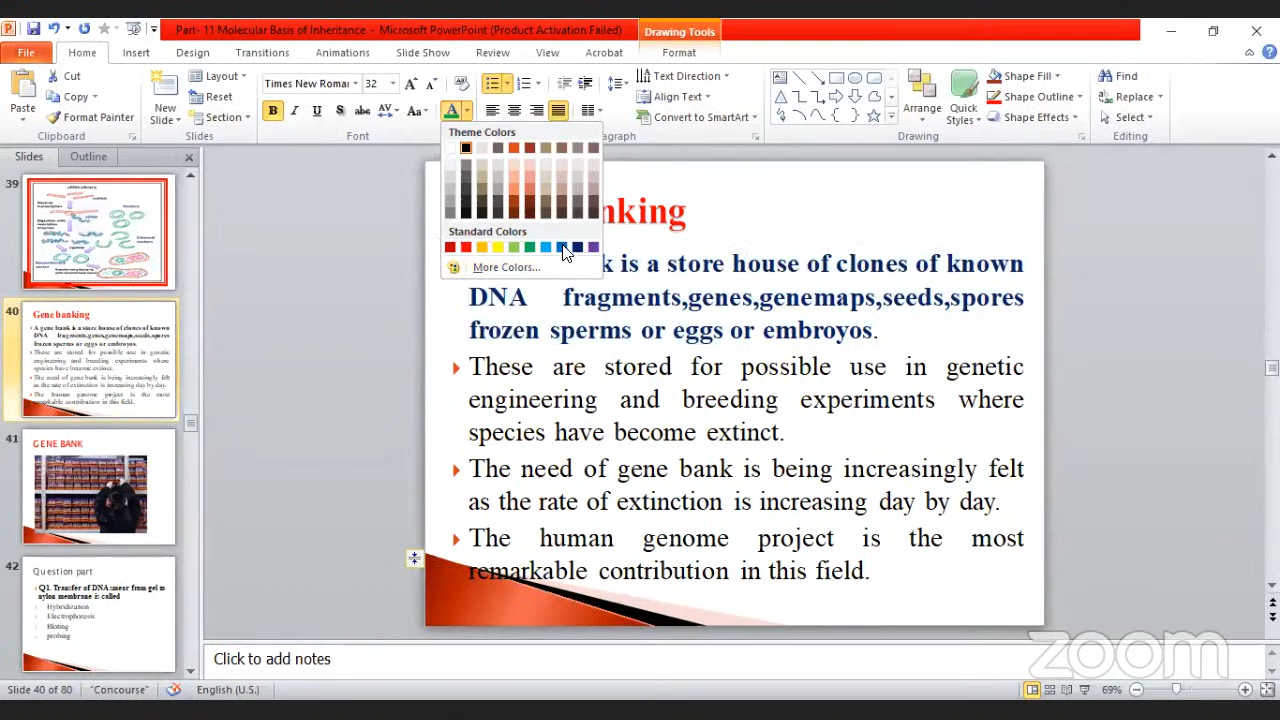 Part- 11 Molecular Basis of Inheritance - Microsoft PowerPoint (Product Activation Failed)
Drawing Tools
File Home Insert Design Transitions Animations Slide Show Review View Acrobat Format
Paste
Cut
Copy
Format Painter
Clipboard
New Slide
Layout
Reset
Section
Slides
Times New Roman 32
B I U S abc AV Aa A
Font
Text Direction
Align Text
Convert to SmartArt
Arrange
Quick Styles
Shape Fill
Shape Outline
Shape Effects
Drawing
Find
Replace
Select
Editing
Theme Colors
Standard Colors
More Colors...
Slides Outline
39
40
Gene banking
A gene bank is a store house of clones of known
DNA fragments,genes,genemaps,seeds,spores
frozen sperms or eggs or embroyos.
These are stored for possible use in genetic
engineering and breeding experiments where
species have become extinct.
The need of gene bank is being increasingly felt
as the rate of extinction is increasing day by day.
The human genome project is the most
remarkable contribution in this field.
41
GENE BANK
42
Question part
Q1. Transfer of DNA smear from gel to
nylon membrane is called
Hybridization
Electrophoresis
Bloting
probing
nking
k is a store house of clones of known
DNA fragments,genes,genemaps,seeds,spores
frozen sperms or eggs or embroyos.
These are stored for possible use in genetic
engineering and breeding experiments where
species have become extinct.
The need of gene bank is being increasingly felt
as the rate of extinction is increasing day by day.
The human genome project is the most
remarkable contribution in this field.
zoom
Click to add notes
Slide 40 of 80 "Concourse" English (U.S.) 69%